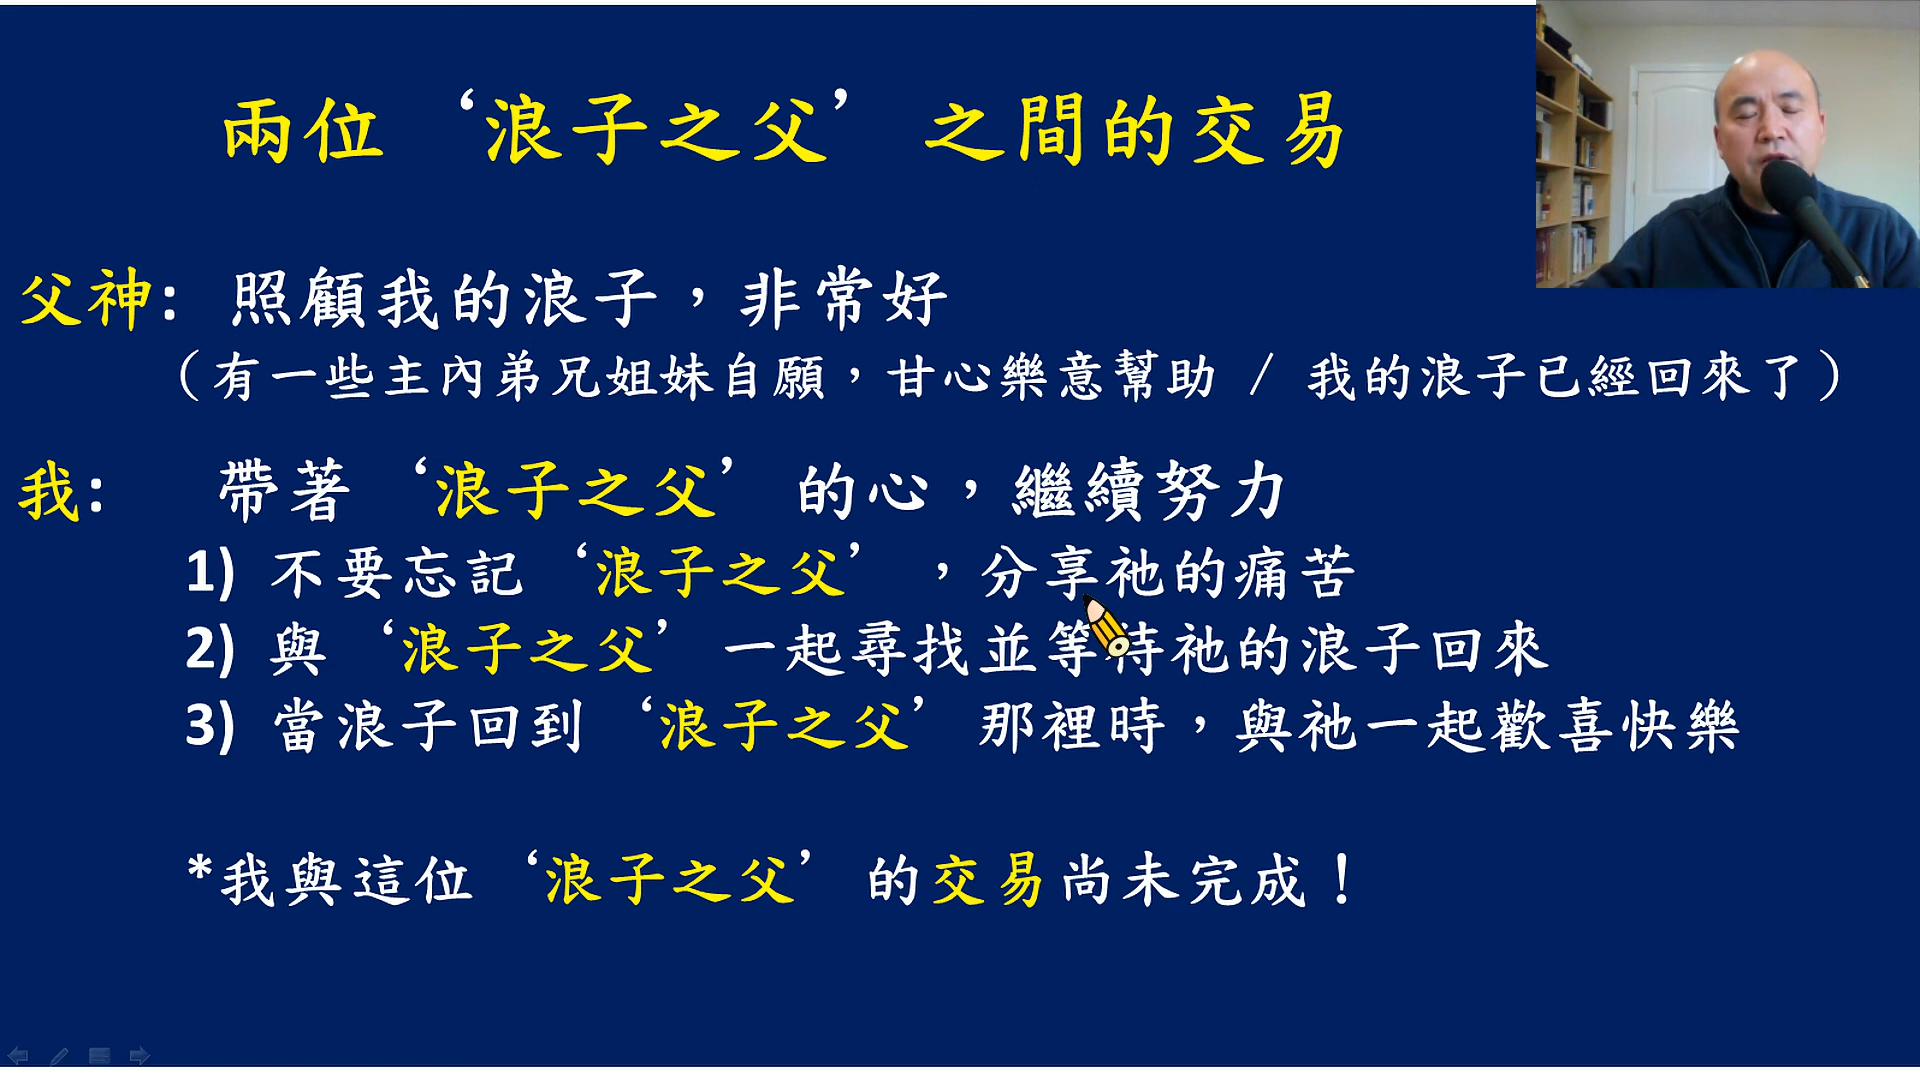 兩位 ‘浪子之父’ 之間的交易
父神: 照顧我的浪子，非常好
（有一些主內弟兄姐妹自願，甘心樂意幫助 / 我的浪子已經回來了）
我: 帶著 ‘浪子之父’ 的心，繼續努力
1) 不要忘記 ‘浪子之父’ ，分享祂的痛苦
2) 與 ‘浪子之父’ 一起尋找並等待祂的浪子回來
3) 當浪子回到 ‘浪子之父’ 那裡時，與祂一起歡喜快樂
*我與這位 ‘浪子之父’ 的交易尚未完成！